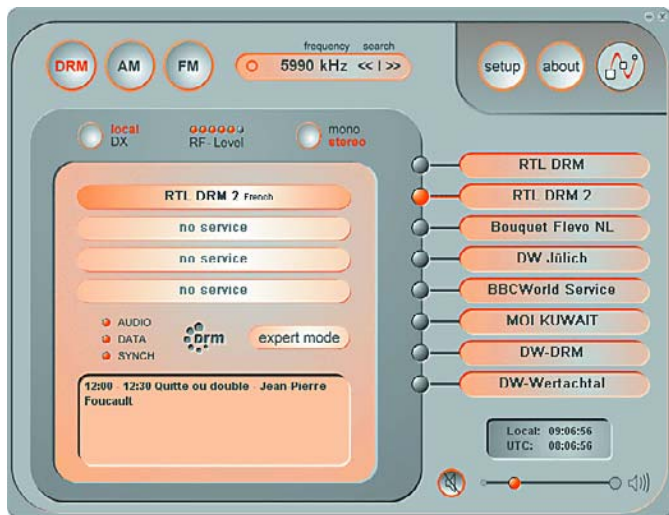 frequency search
DRM AM FM 5990 kHz << | >> setup about
local
DX
RF-Level
mono
stereo
RTL DRM 2 French
no service
no service
no service
AUDIO
DATA
SYNCH
DRM
expert mode
12:00 - 12:30 Quitte ou double - Jean Pierre
Foucault
RTL DRM
RTL DRM 2
Bouquet Flevo NL
DW Jülich
BBCWorld Service
MOI KUWAIT
DW-DRM
DW-Wertachtal
Local: 09:06:56
UTC: 08:06:56